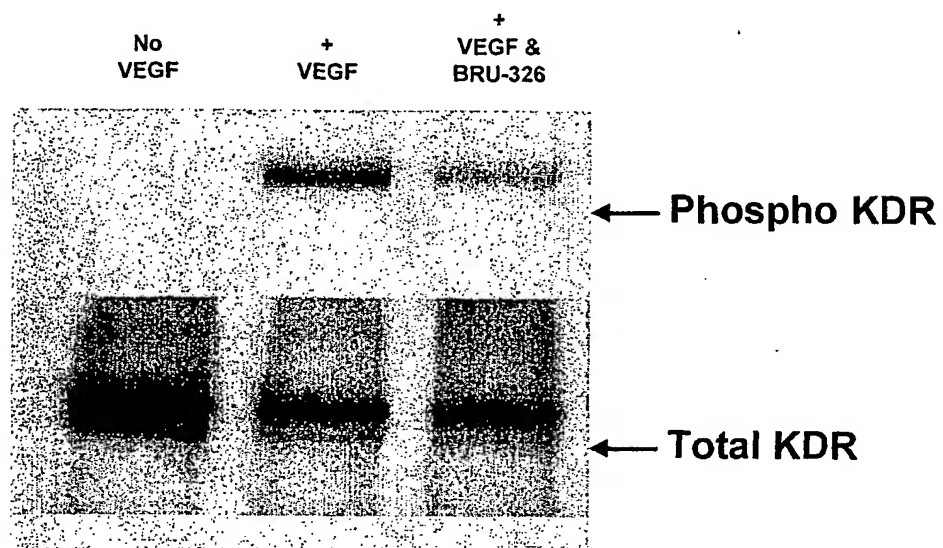 No
VEGF
+
VEGF
+
VEGF &
BRU-326
Phospho KDR
Total KDR